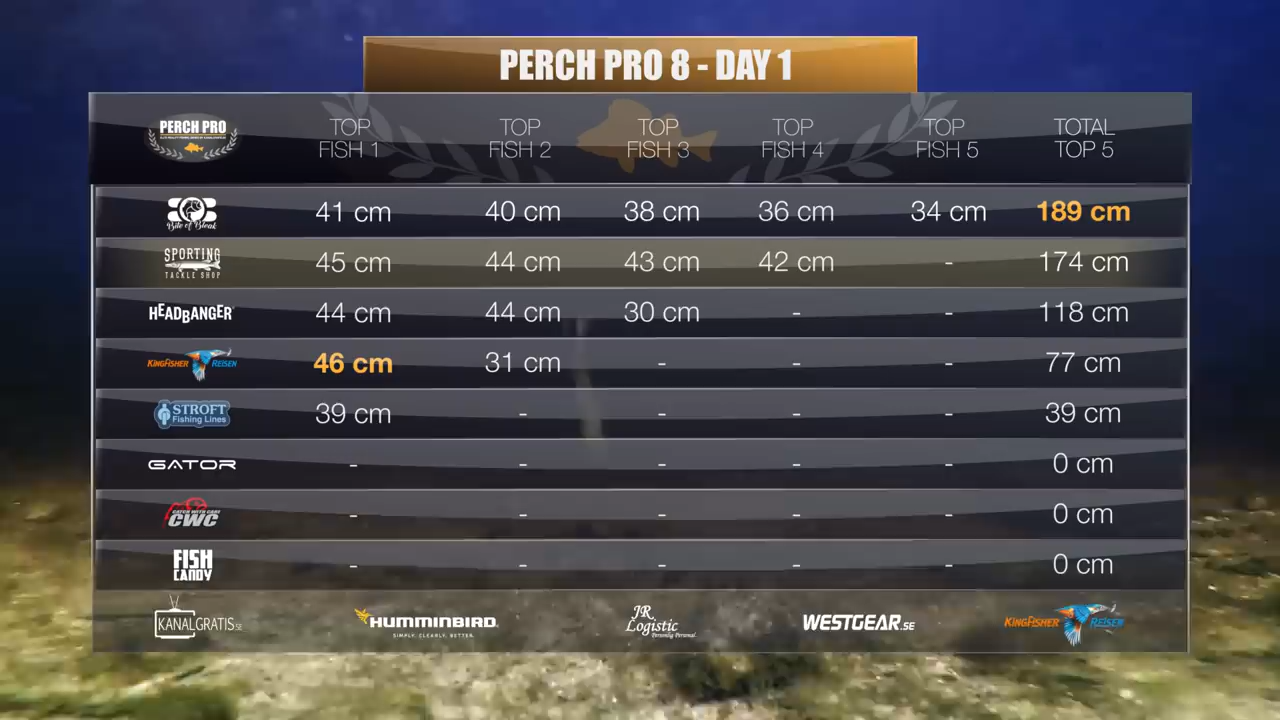 PERCH PRO 8 - DAY 1
PERCH PRO
TOP FISH 1 TOP FISH 2 TOP FISH 3 TOP FISH 4 TOP FISH 5 TOTAL TOP 5
Bite of Bleak 41 cm 40 cm 38 cm 36 cm 34 cm 189 cm
SPORTING TACKLE SHOP 45 cm 44 cm 43 cm 42 cm - 174 cm
HEADBANGER 44 cm 44 cm 30 cm - - 118 cm
KINGFISHER REISEN 46 cm 31 cm - - - 77 cm
STROFT Fishing Lines 39 cm - - - - 39 cm
GATOR - - - - - 0 cm
CATCH WITH CARE CWC - - - - - 0 cm
FISH CANDY - - - - - 0 cm
KANALGRATIS.SE HUMMINBIRD. SIMPLY. CLEARLY. BETTER. JR Logistic Personlig Personal WESTGEAR.SE KINGFISHER REISEN